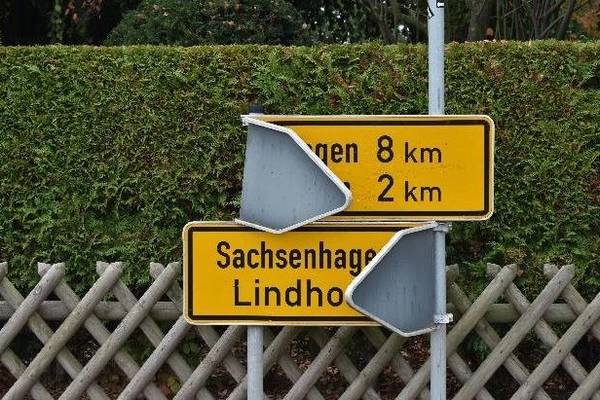 gen 8 km
2 km
Sachsenhage
Lindho